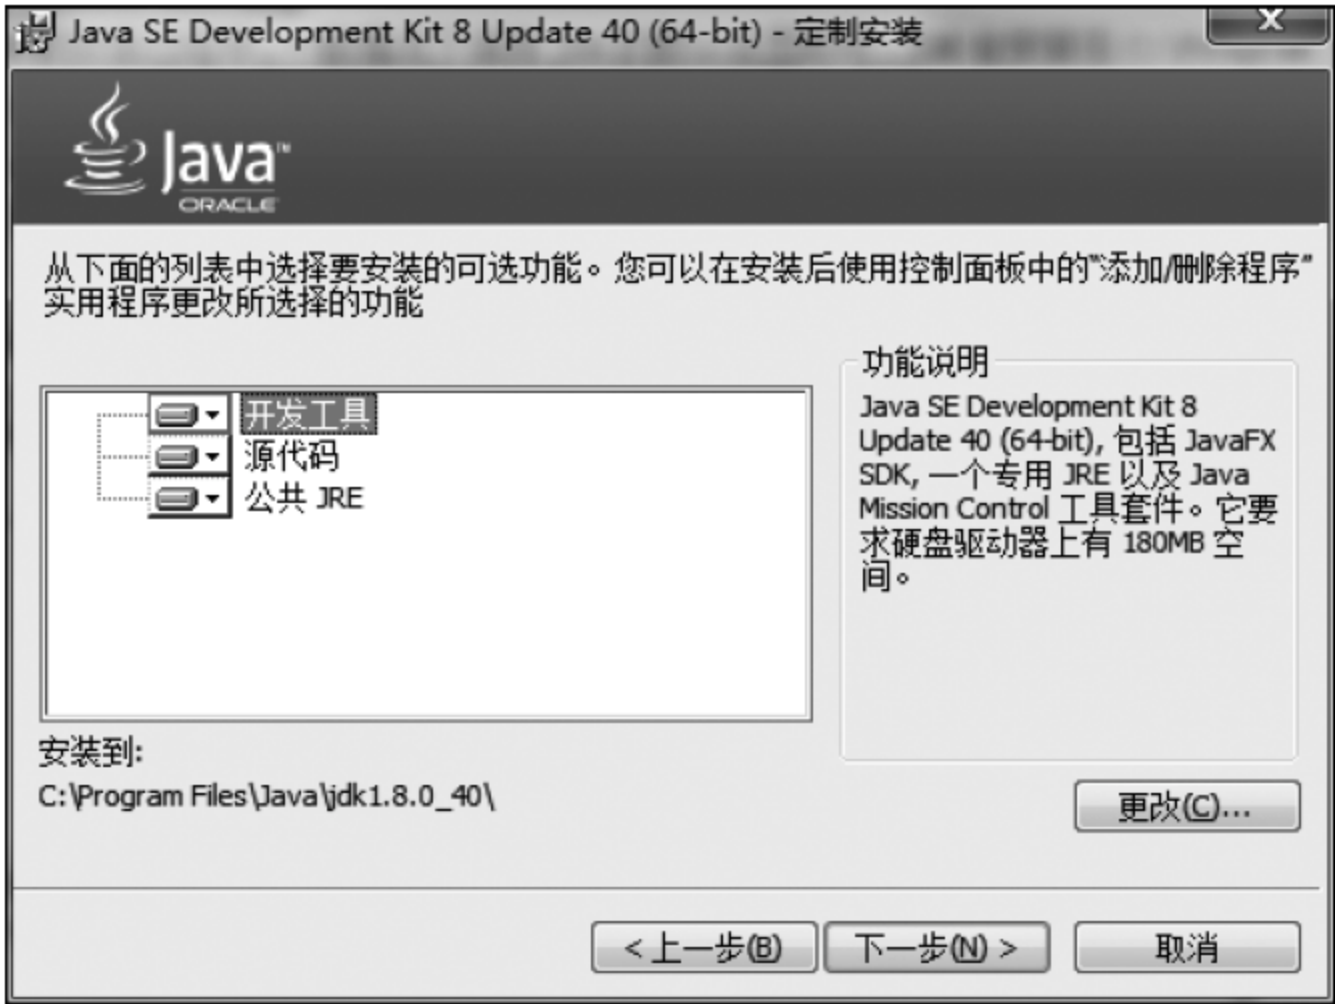 Java SE Development Kit 8 Update 40 (64-bit) - 定制安装
Java™
ORACLE
从下面的列表中选择要安装的可选功能。您可以在安装后使用控制面板中的“添加/删除程序”
实用程序更改所选择的功能
开发工具
源代码
公共 JRE
功能说明
Java SE Development Kit 8
Update 40 (64-bit), 包括 JavaFX
SDK, 一个专用 JRE 以及 Java
Mission Control 工具套件。它要
求硬盘驱动器上有 180MB 空
间。
安装到:
C:\Program Files\Java\jdk1.8.0_40\
更改(C)...
< 上一步(B)
下一步(N) >
取消